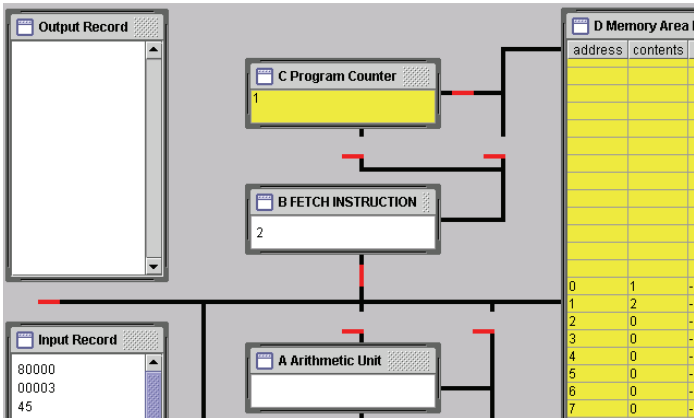 Output Record
C Program Counter
1
B FETCH INSTRUCTION
2
Input Record
80000
00003
45
A Arithmetic Unit
D Memory Area
address contents
0 1 -
1 2 -
2 0 -
3 0 -
4 0 -
5 0 -
6 0 -
7 0 -